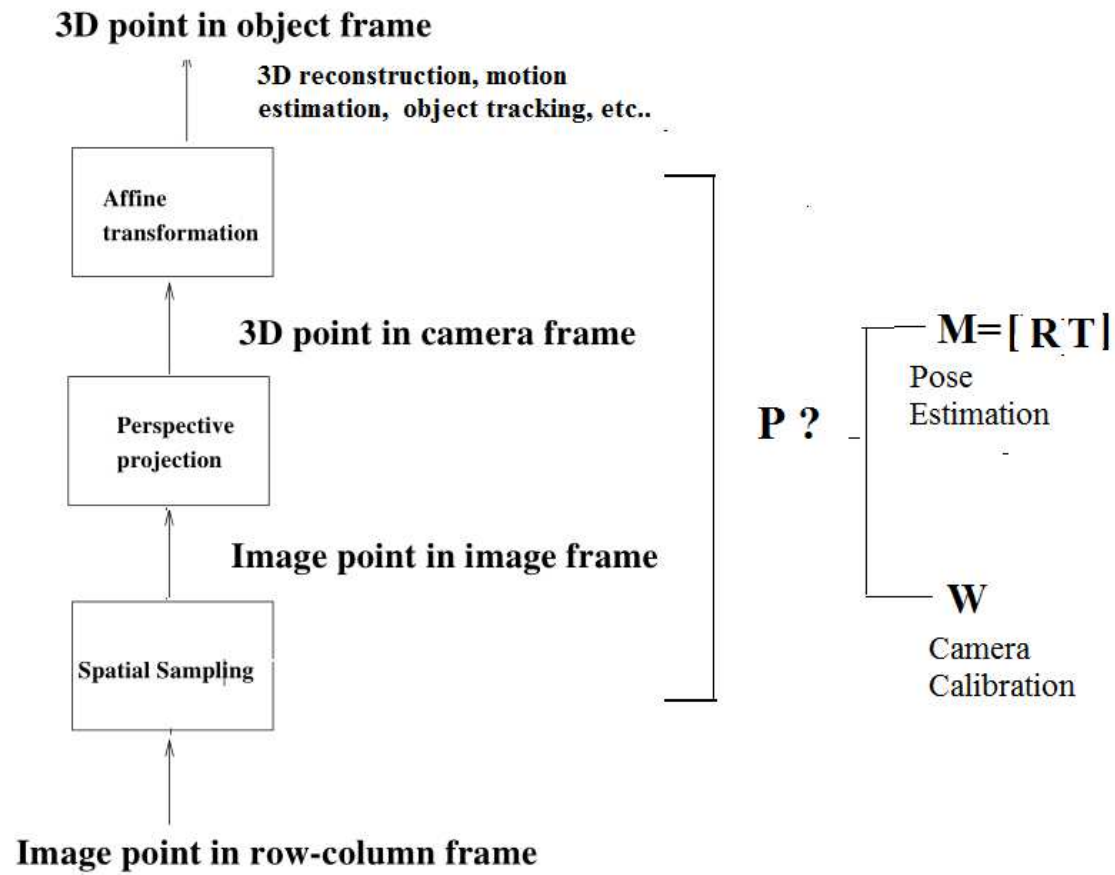 3D point in object frame
3D reconstruction, motion
estimation, object tracking, etc..
Affine
transformation
3D point in camera frame
Perspective
projection
Image point in image frame
Spatial Sampling
Image point in row-column frame
P ?
M=[ R T]
Pose
Estimation
W
Camera
Calibration